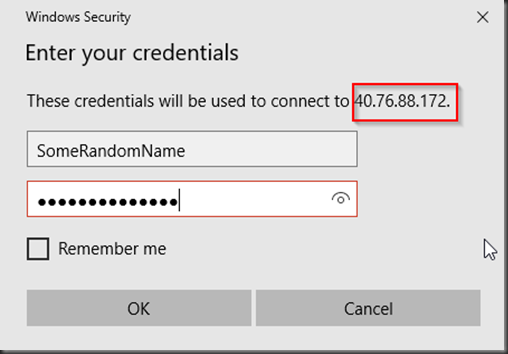 Windows Security
Enter your credentials
These credentials will be used to connect to 40.76.88.172.
SomeRandomName
●●●●●●●●●●●●●●
Remember me
OK Cancel